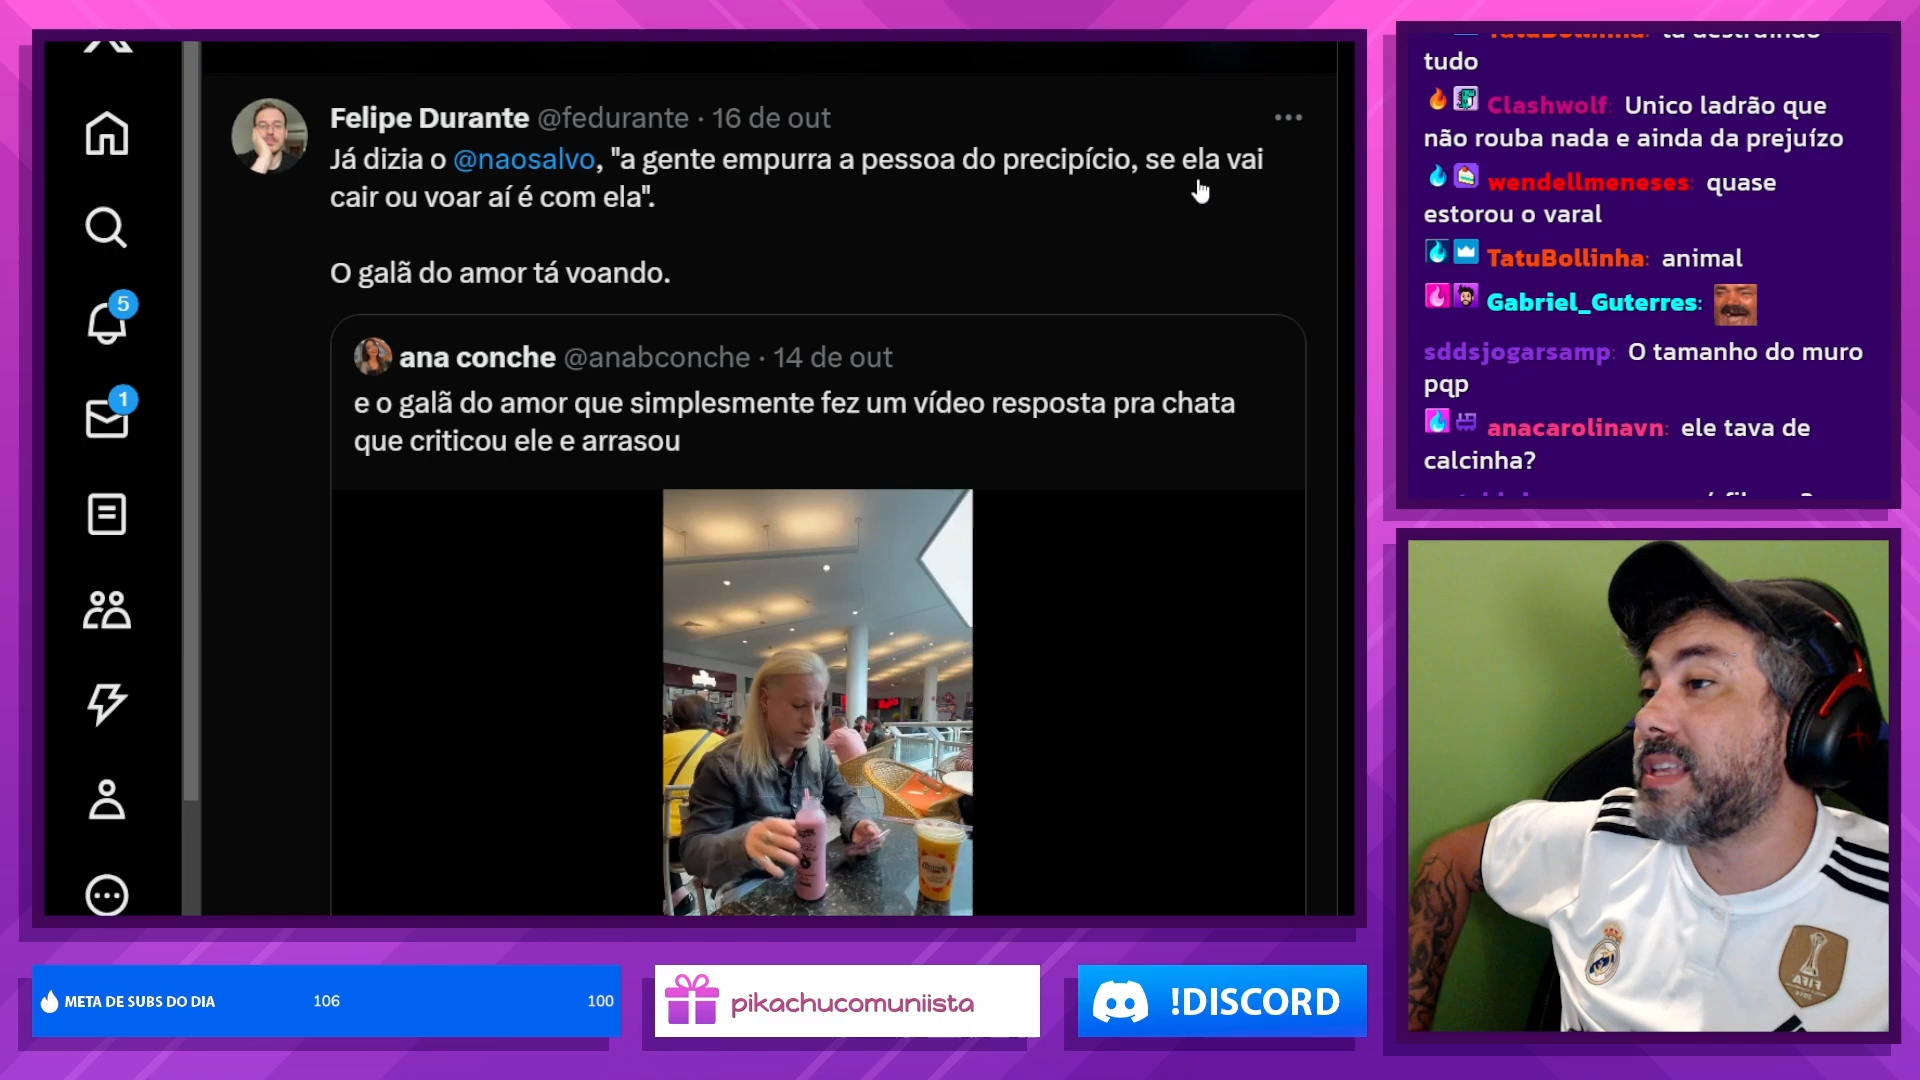 Felipe Durante @fedurante · 16 de out
Já dizia o @naosalvo, "a gente empurra a pessoa do precipício, se ela vai
cair ou voar aí é com ela".
O galã do amor tá voando.
ana conche @anabconche · 14 de out
e o galã do amor que simplesmente fez um vídeo resposta pra chata
que criticou ele e arrasou
5
1
tudo
Clashwolf: Unico ladrão que
não rouba nada e ainda da prejuízo
wendellmeneses: quase
estorou o varal
TatuBollinha: animal
Gabriel_Guterres:
sddsjogarsamp: O tamanho do muro
pqp
anacarolinavn: ele tava de
calcinha?
META DE SUBS DO DIA 106 100
pikachucomuniista
!DISCORD